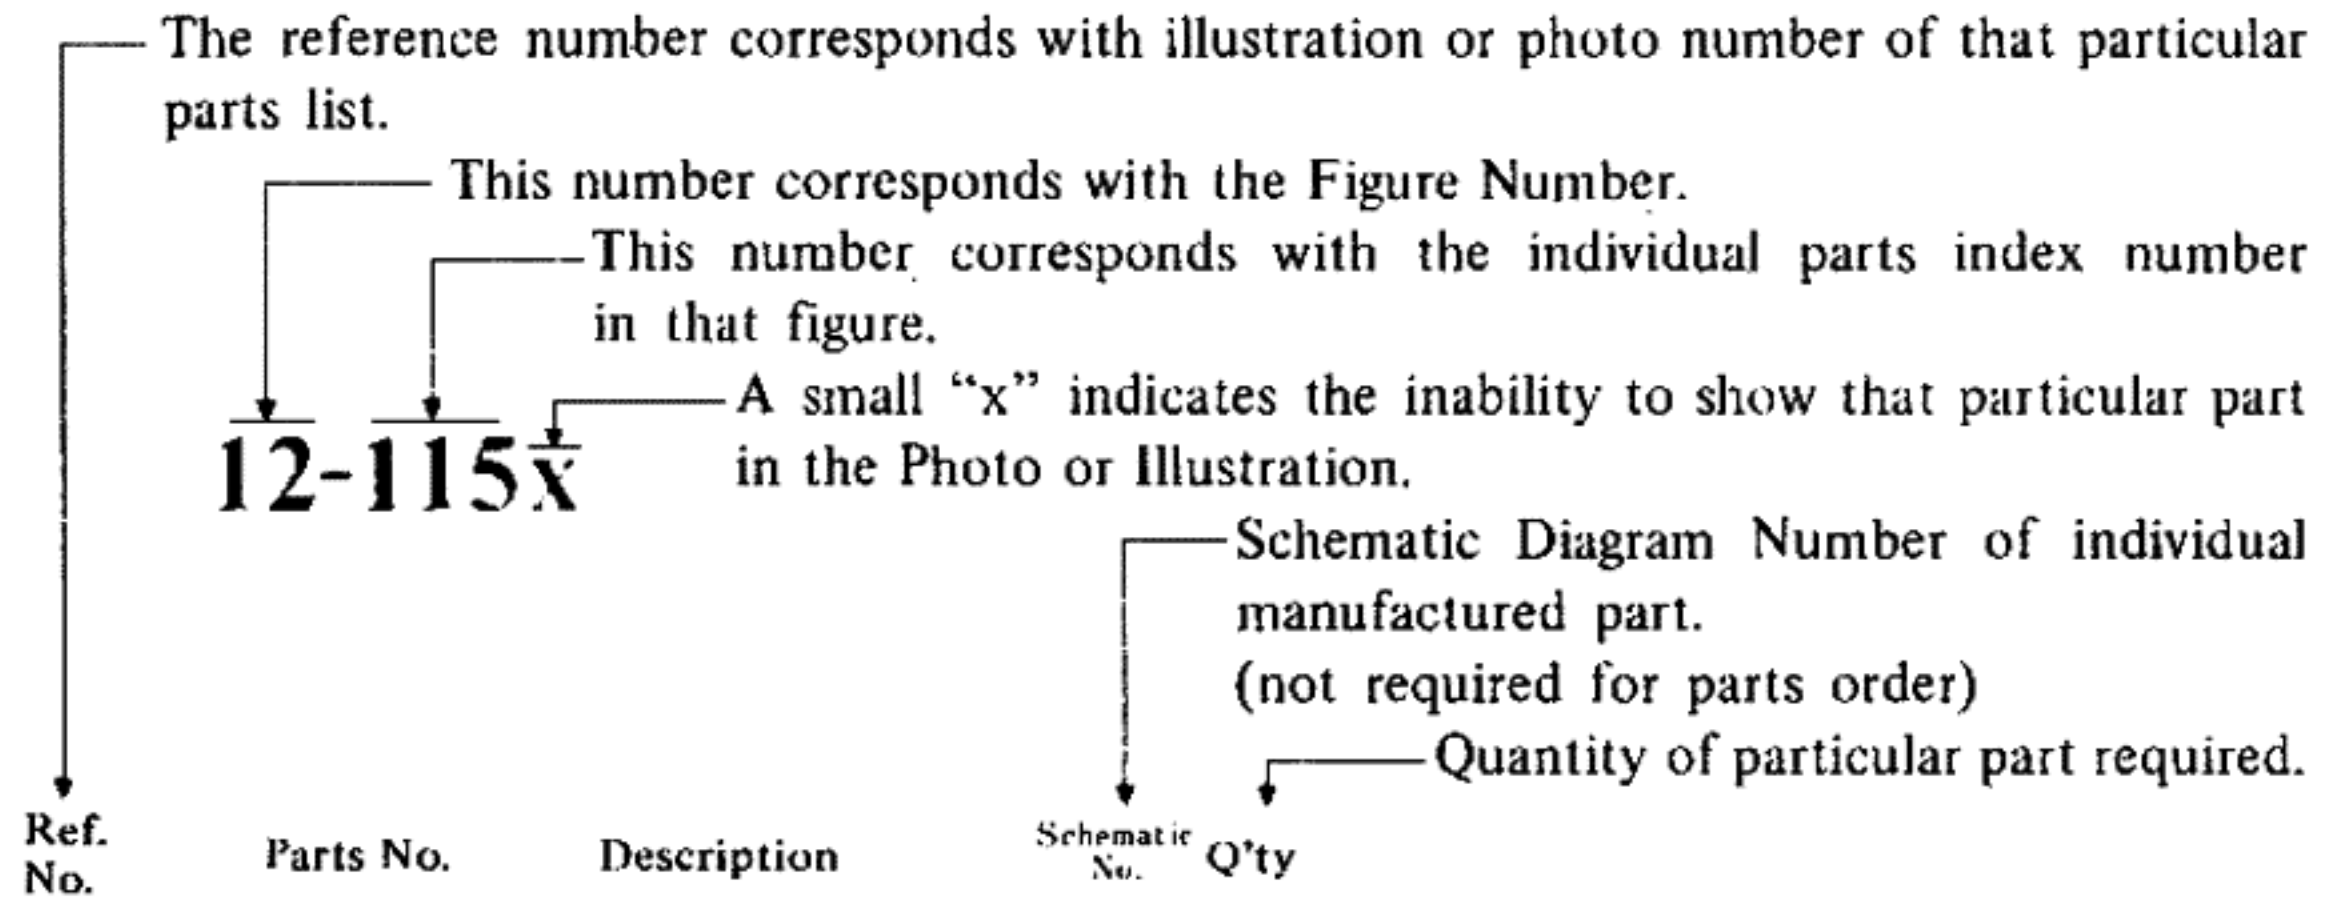 The reference number corresponds with illustration or photo number of that particular
parts list.
This number corresponds with the Figure Number.
This number corresponds with the individual parts index number
in that figure.
A small “x” indicates the inability to show that particular part
12-115x
in the Photo or Illustration.
Schematic Diagram Number of individual
manufactured part.
(not required for parts order)
Quantity of particular part required.
Ref.
No.
Parts No.
Description
Schematic
No.
Q'ty